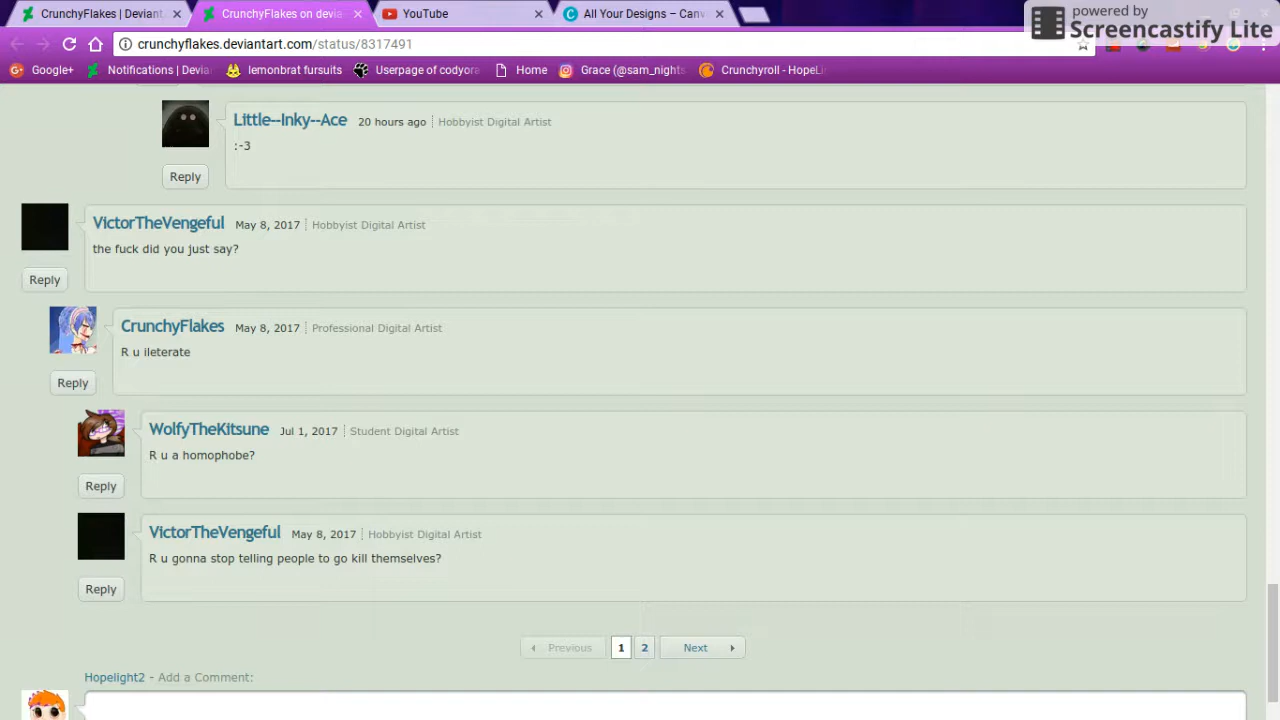 CrunchyFlakes | Deviant
CrunchyFlakes on devia
YouTube
All Your Designs – Canv
powered by
Screencastify Lite
crunchyflakes.deviantart.com/status/8317491
Google+
Notifications | Devia
lemonbrat fursuits
Userpage of codyora
Home
Grace (@sam_nights
Crunchyroll - HopeLi
Little--Inky--Ace 20 hours ago Hobbyist Digital Artist
:-3
Reply
VictorTheVengeful May 8, 2017 Hobbyist Digital Artist
the fuck did you just say?
Reply
CrunchyFlakes May 8, 2017 Professional Digital Artist
R u ileterate
Reply
WolfyTheKitsune Jul 1, 2017 Student Digital Artist
R u a homophobe?
Reply
VictorTheVengeful May 8, 2017 Hobbyist Digital Artist
R u gonna stop telling people to go kill themselves?
Reply
Previous 1 2 Next
Hopelight2 - Add a Comment: